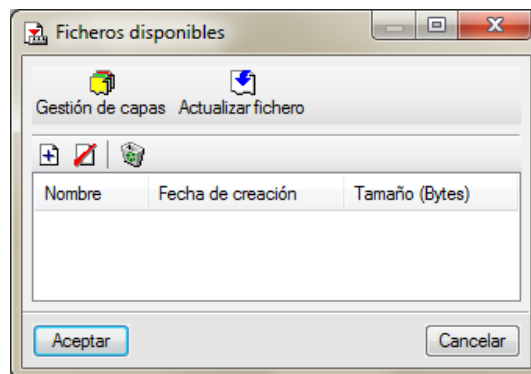 Ficheros disponibles
Gestión de capas Actualizar fichero
Nombre Fecha de creación Tamaño (Bytes)
Aceptar Cancelar